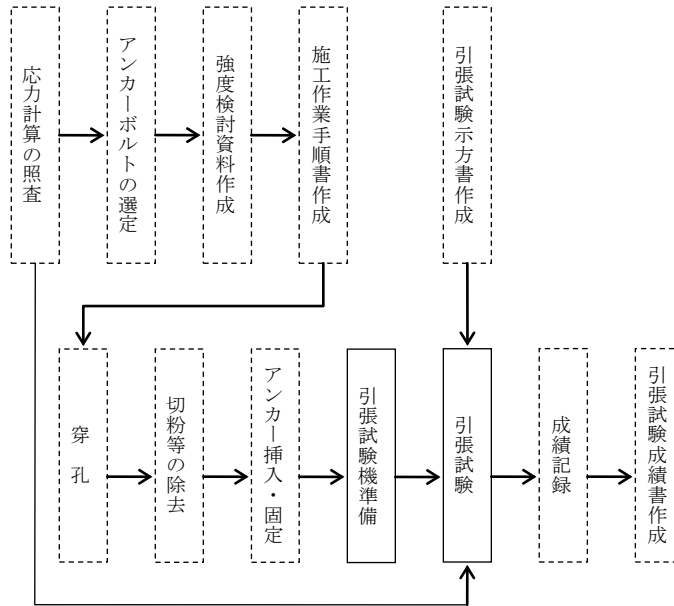 応力計算の照査
アンカーボルトの選定
強度検討資料作成
施工作業手順書作成
引張試験示方書作成
穿孔
切粉等の除去
アンカー挿入・固定
引張試験機準備
引張試験
成績記録
引張試験成績書作成